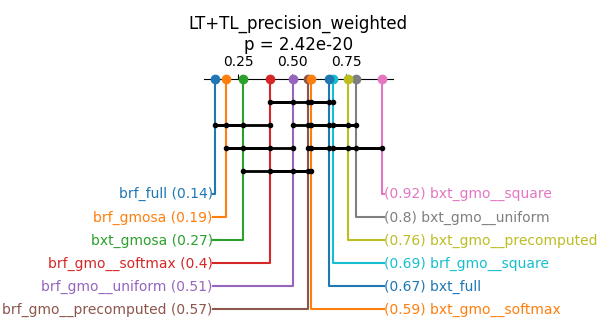 LT+TL_precision_weighted
p = 2.42e-20
0.25 0.50 0.75
brf_full (0.14)
(0.92) bxt_gmo__square
brf_gmosa (0.19)
(0.8) bxt_gmo__uniform
bxt_gmosa (0.27)
(0.76) bxt_gmo__precomputed
brf_gmo__softmax (0.4)
(0.69) brf_gmo__square
brf_gmo__uniform (0.51)
(0.67) bxt_full
brf_gmo__precomputed (0.57)
(0.59) bxt_gmo__softmax